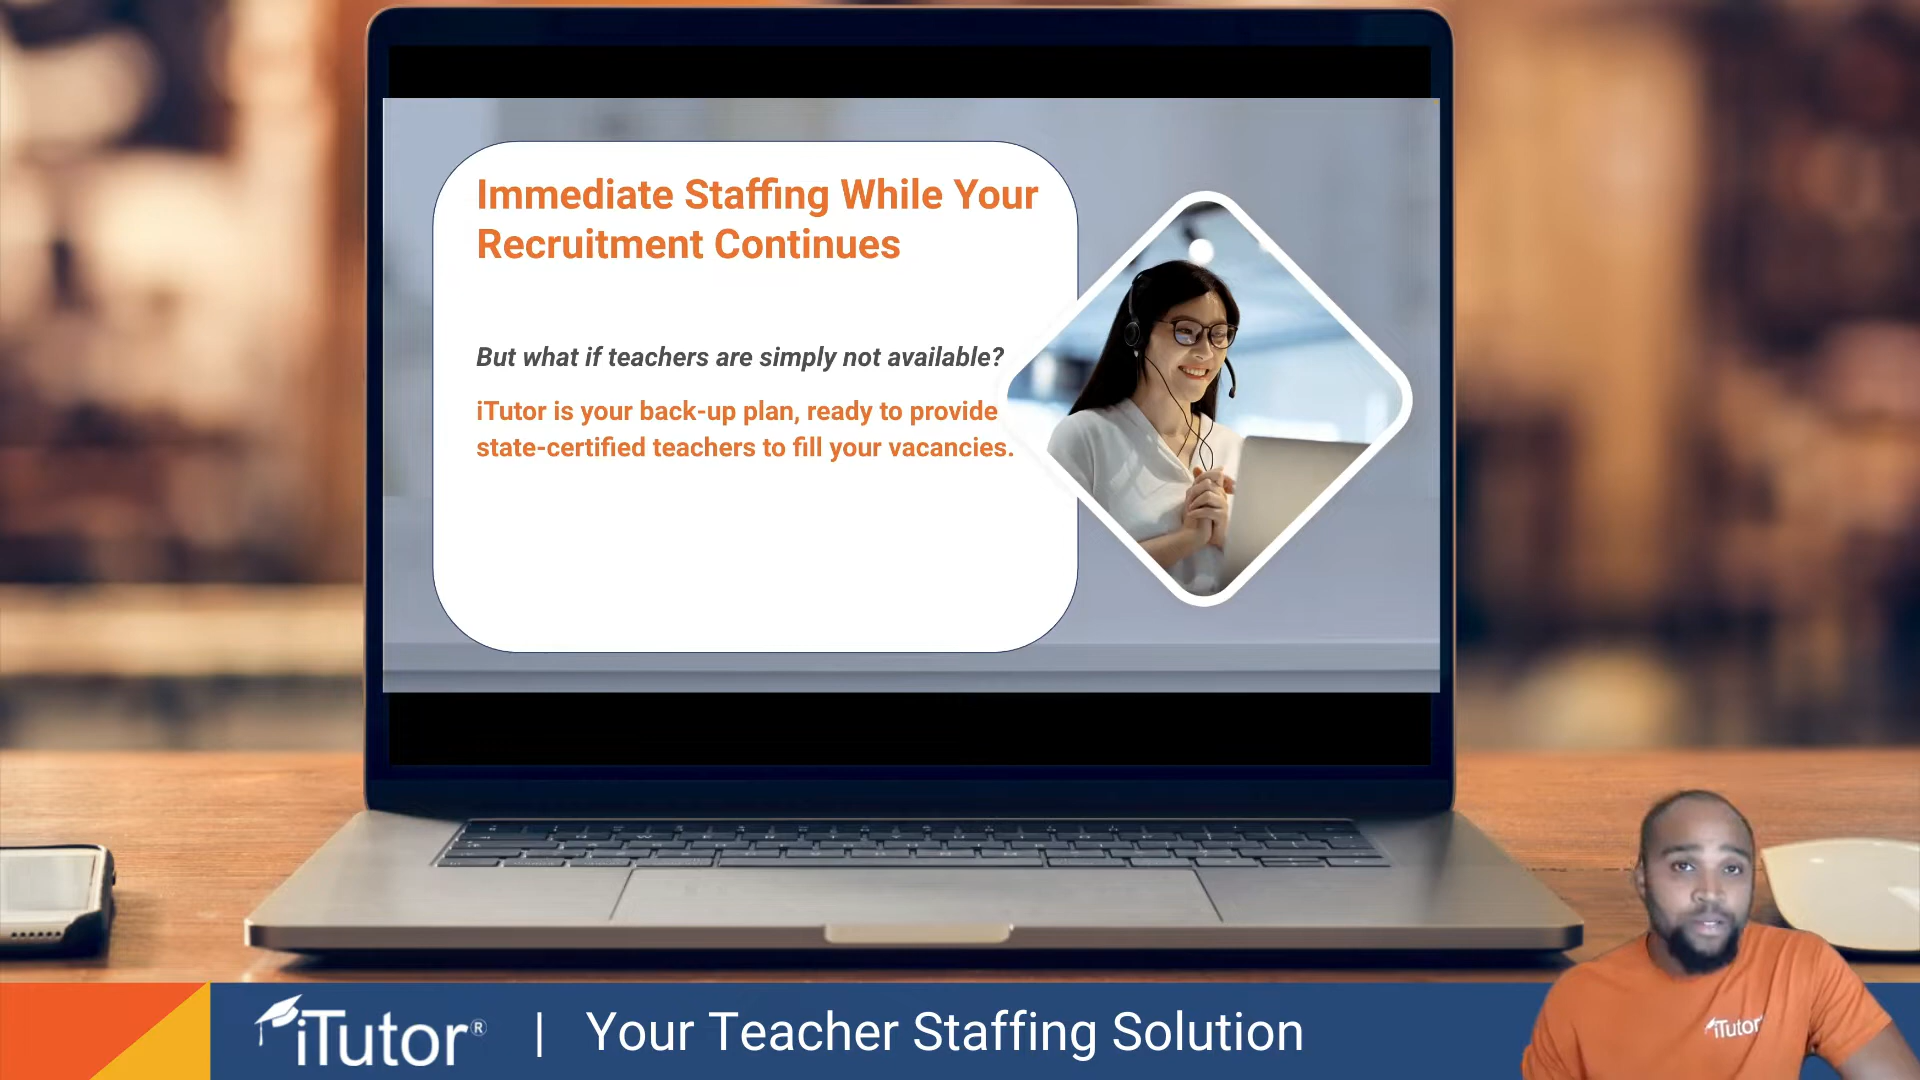 Immediate Staffing While Your
Recruitment Continues
But what if teachers are simply not available?
iTutor is your back-up plan, ready to provide
state-certified teachers to fill your vacancies.
iTutor® | Your Teacher Staffing Solution
iTutor